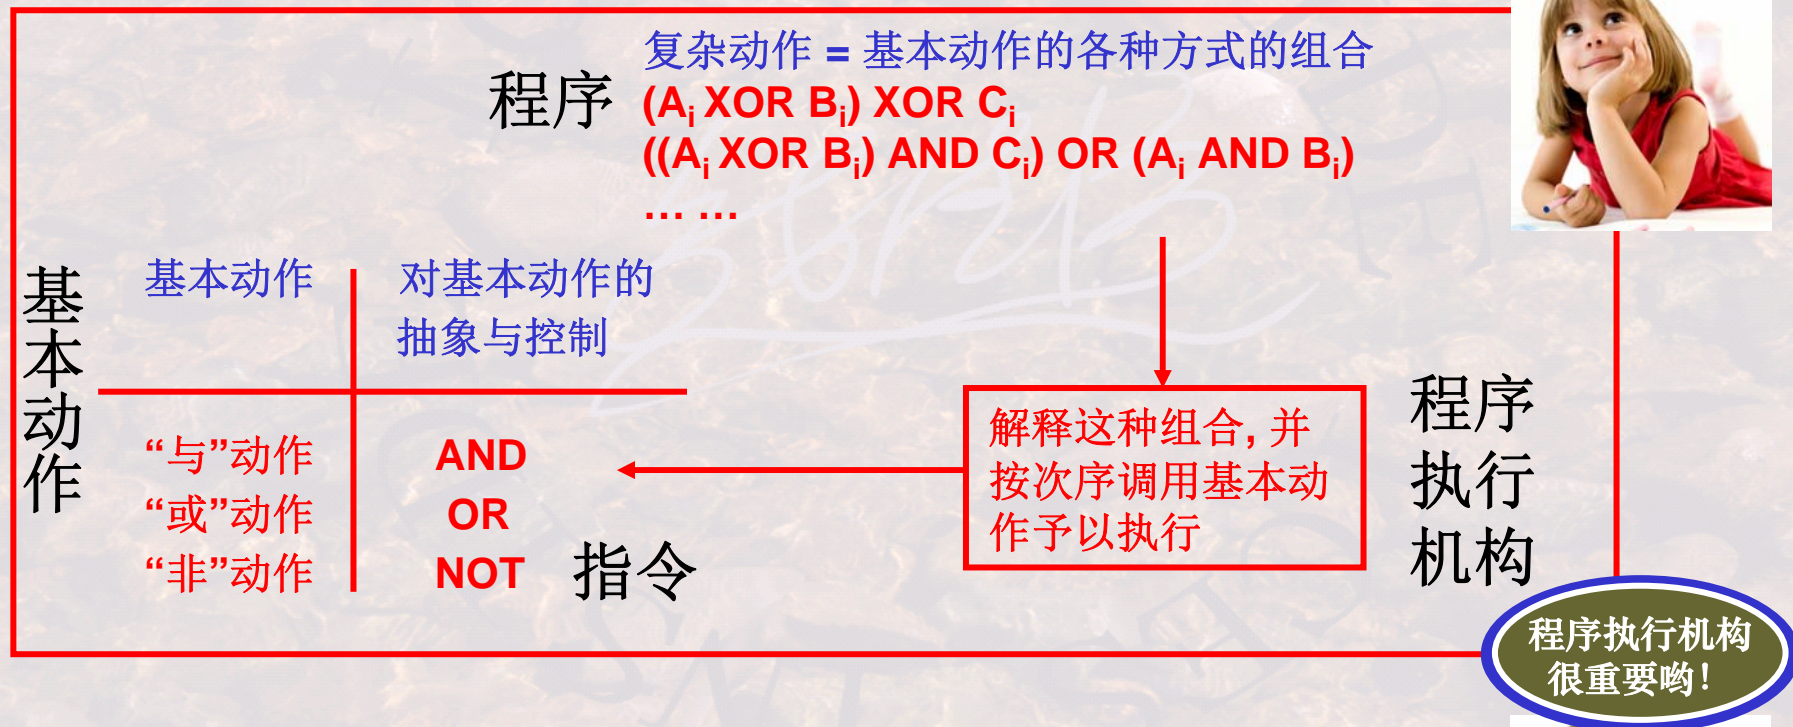 程序
复杂动作 = 基本动作的各种方式的组合
(Ai XOR Bi) XOR Ci
((Ai XOR Bi) AND Ci) OR (Ai AND Bi)
… …
基本动作
基本动作
对基本动作的
抽象与控制
“与”动作 AND
“或”动作 OR
“非”动作 NOT
指令
解释这种组合, 并
按次序调用基本动
作予以执行
程序
执行
机构
程序执行机构
很重要哟!